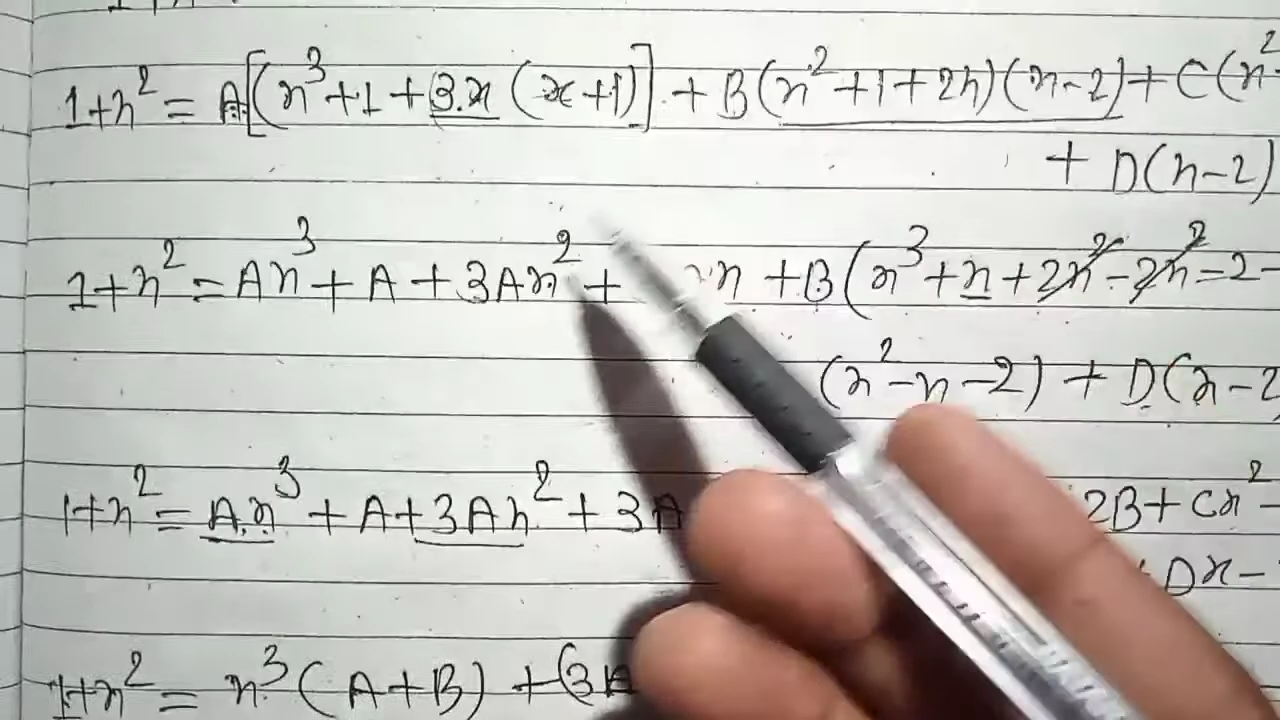 1+x² = A[(x³+1+3.x(x+1)] + B(x²+1+2x)(x-2) + C(x²
+ D(x-2)
1+x² = Ax³ + A + 3Ax² + x + B(x³+x+2x²-2x²-2-
(x²-x-2) + D(x-2
1+x² = Ax³ + A + 3Ax² + 3A 2B + Cx² -
Dx-
1+x² = x³(A+B) + (3A